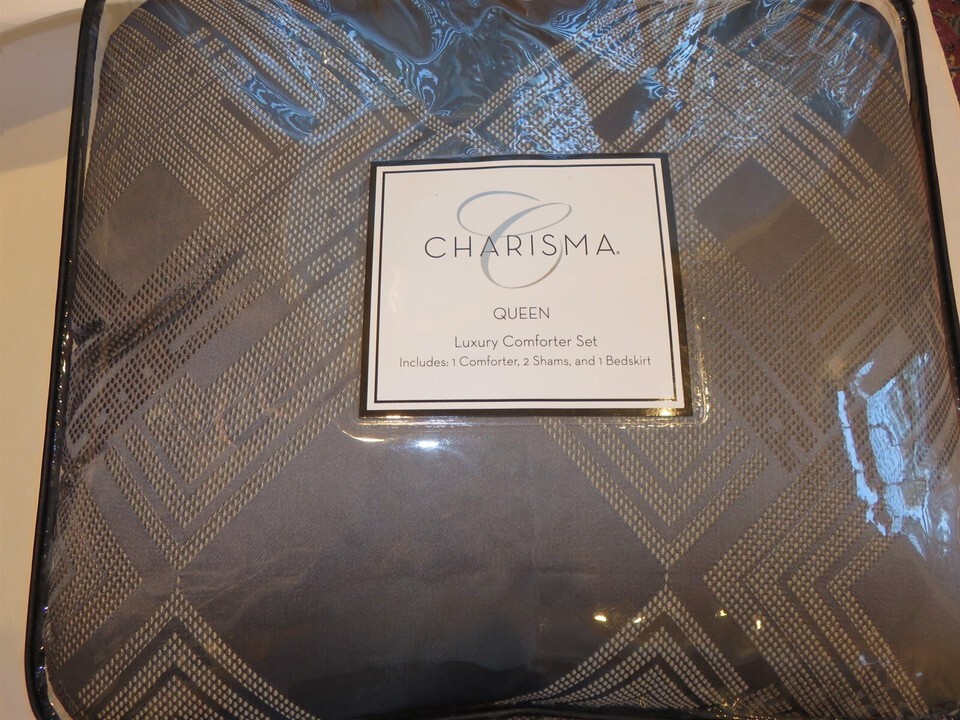 C
CHARISMA®
QUEEN
Luxury Comforter Set
Includes: 1 Comforter, 2 Shams, and 1 Bedskirt